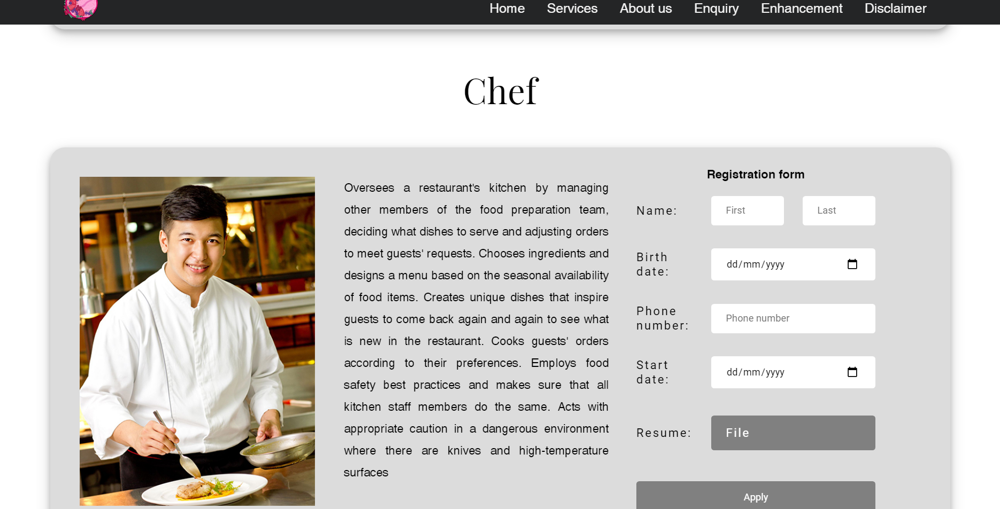 Home Services About us Enquiry Enhancement Disclaimer
Chef
Oversees a restaurant's kitchen by managing
other members of the food preparation team,
deciding what dishes to serve and adjusting orders
to meet guests' requests. Chooses ingredients and
designs a menu based on the seasonal availability
of food items. Creates unique dishes that inspire
guests to come back again and again to see what
is new in the restaurant. Cooks guests' orders
according to their preferences. Employs food
safety best practices and makes sure that all
kitchen staff members do the same. Acts with
appropriate caution in a dangerous environment
where there are knives and high-temperature
surfaces
Registration form
Name: First Last
Birth
date:
dd/mm/yyyy
Phone
number:
Phone number
Start
date:
dd/mm/yyyy
Resume: File
Apply